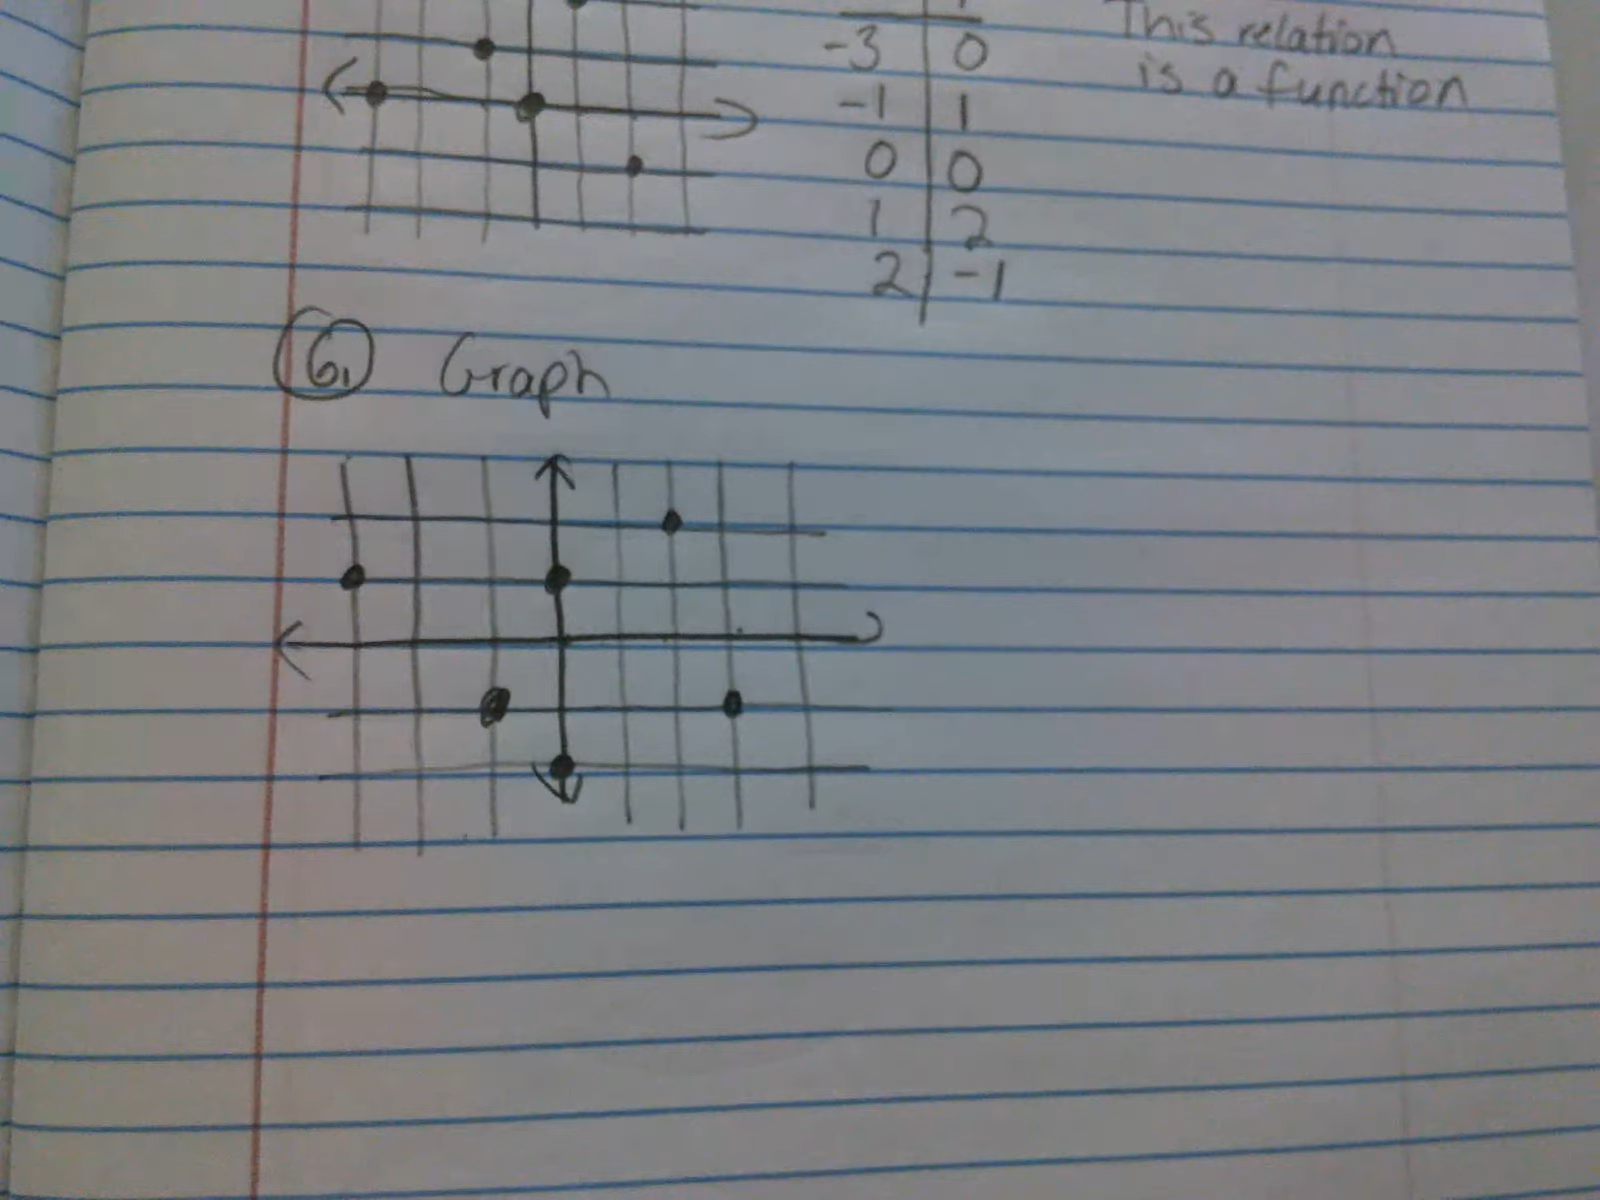 This relation
is a function
-3 0
-1 1
0 0
1 2
2 -1
6. Graph